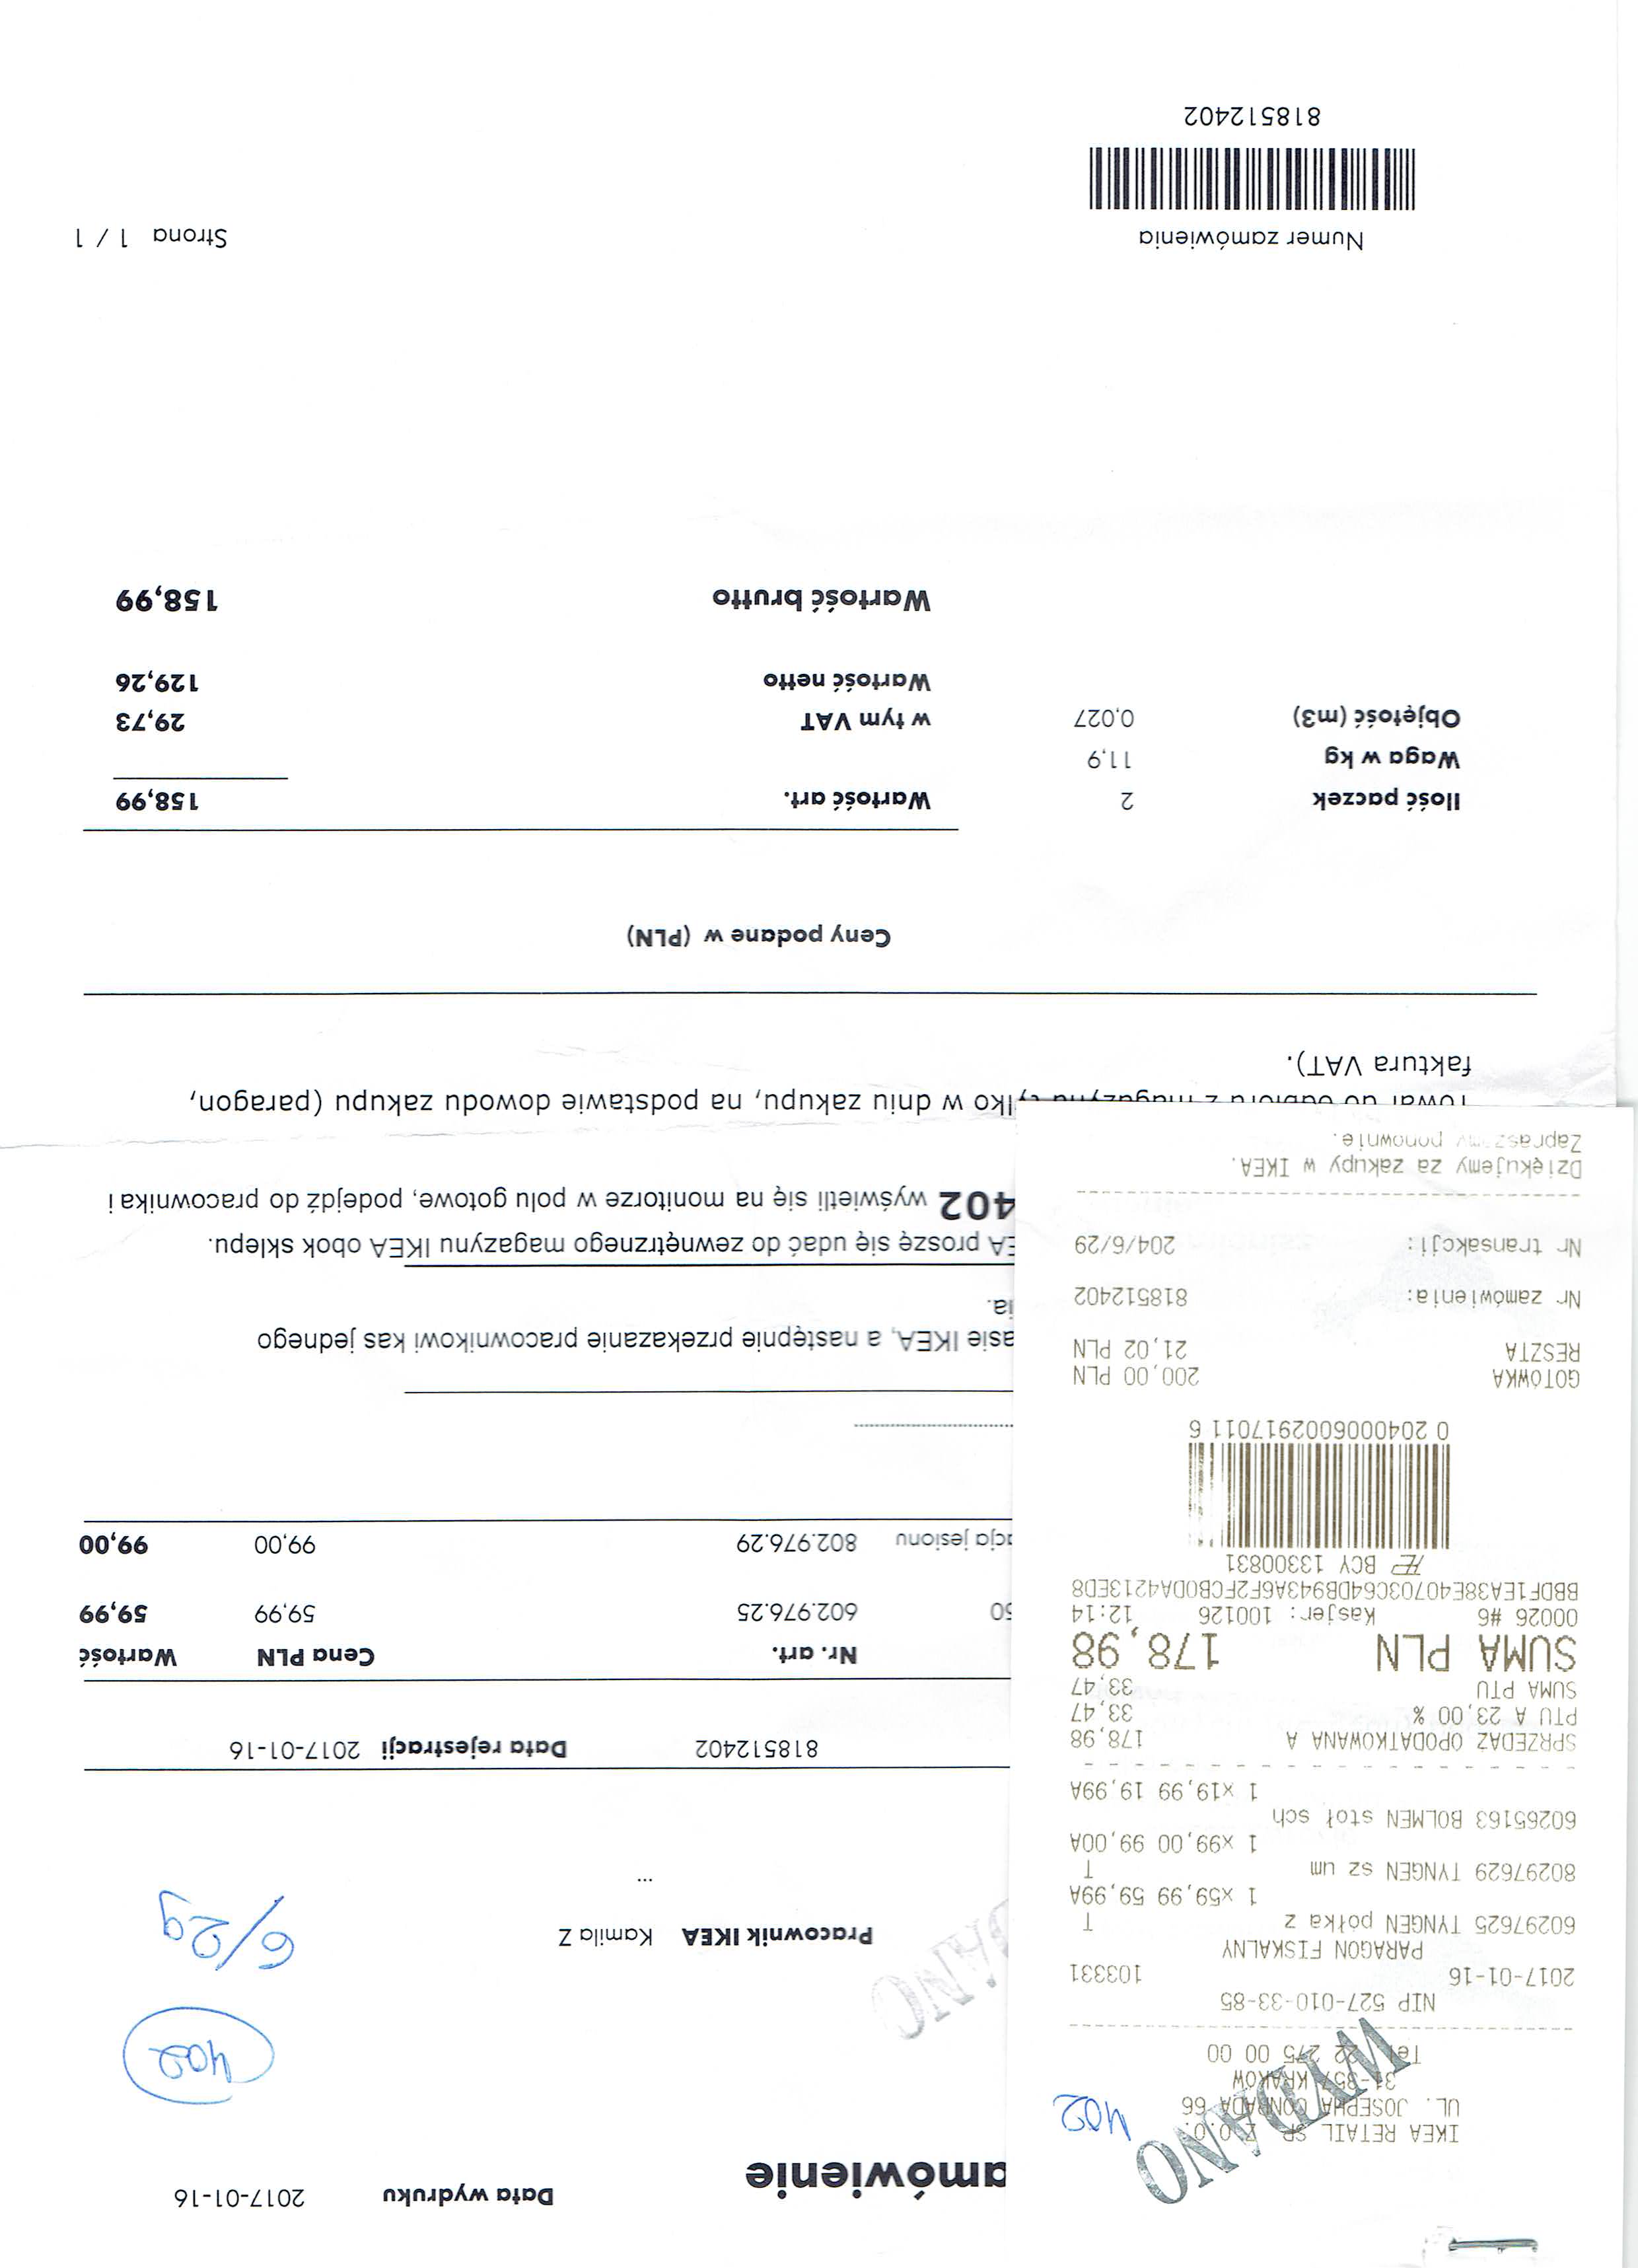 WYDANO
IKEA RETAIL SP. Z O.O.
UL. JOSEPHA CONRADA 66
31-357 KRAKÓW
Tel. 22 275 00 00
402
NIP 527-010-33-85
2017-01-16 103331
PARAGON FISKALNY
60297625 TYNGEN półka z T
1 x59,99 59,99A
80297629 TYNGEN sz um T
1 x99,00 99,00A
60265163 BOLMEN stoł sch
1 x19,99 19,99A
SPRZEDAŻ OPODATKOWANA A 178,98
PTU A 23,00 % 33,47
SUMA PTU 33,47
SUMA PLN 178,98
00026 #6 Kasjer: 100126 12:14
BBDF1EA38E40703C64DB943A6F2FCB0DA4213ED8
BCY 13300831
0 204000600291701 1 6
GOTÓWKA 200,00 PLN
RESZTA 21,02 PLN
Nr zamówienia: 818512402
Nr transakcji: 204/6/29
Dziękujemy za zakupy w IKEA.
Zapraszamy ponownie.
amówienie
Data wydruku 2017-01-16
402
6/29
Pracownik IKEA Kamila Z
...
818512402 Data rejestracji 2017-01-16
Nr. art. Cena PLN Wartość
50 602.976.25 59,99 59,99
acja jesionu 802.976.29 99,00 99,00
asie IKEA, a następnie przekazanie pracownikowi kas jednego
ia.
EA proszę się udać do zewnętrznego magazynu IKEA obok sklepu.
402 wyświetli się na monitorze w polu gotowe, podejdź do pracownika i
Towar do odbioru z magazynu tylko w dniu zakupu, na podstawie dowodu zakupu (paragon,
faktura VAT).
Ceny podane w (PLN)
Ilość paczek 2 Wartość art. 158,99
Waga w kg 11,9
Objętość (m3) 0,027 w tym VAT 29,73
Wartość netto 129,26
Wartość brutto 158,99
Numer zamówienia Strona 1 / 1
818512402